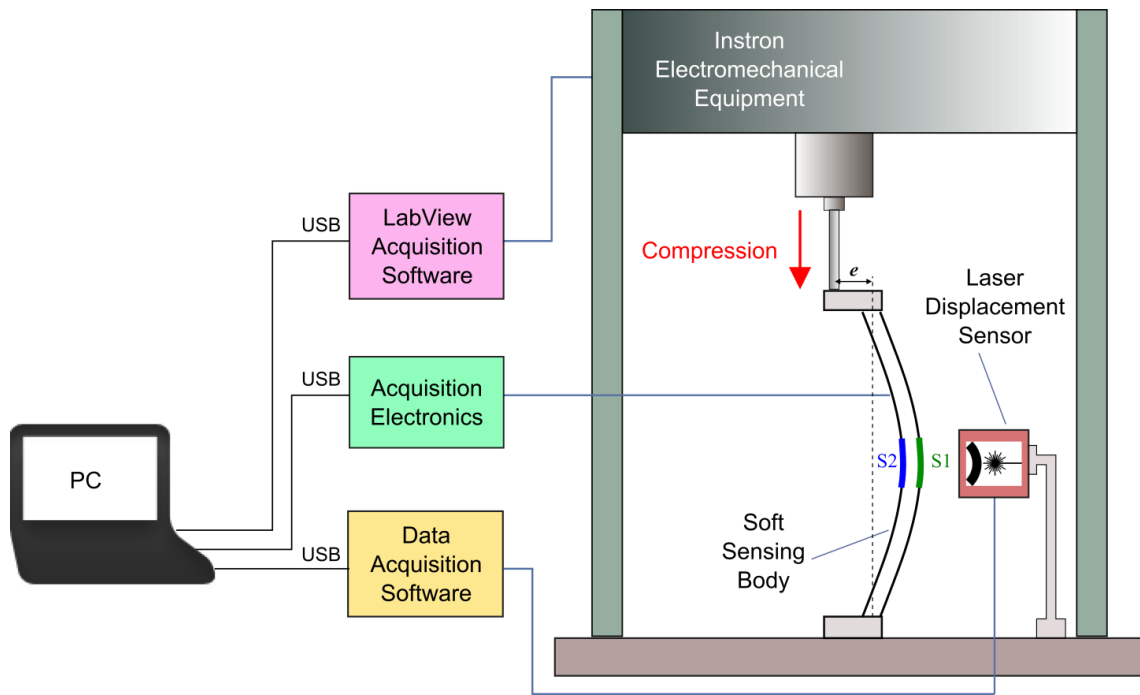 Instron
Electromechanical
Equipment
LabView
Acquisition
Software
USB
Compression
e
Laser
Displacement
Sensor
USB
Acquisition
Electronics
S2
S1
PC
USB
Data
Acquisition
Software
Soft
Sensing
Body